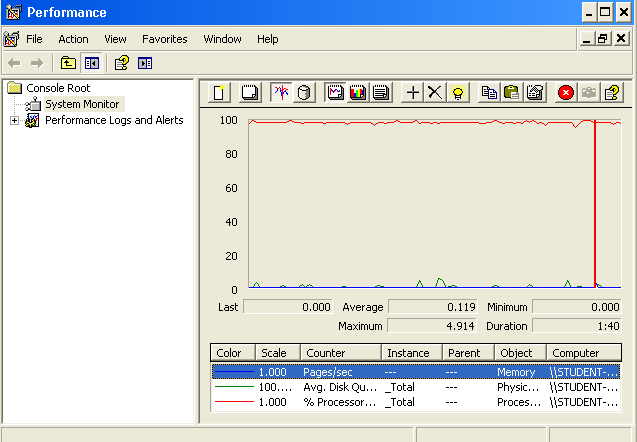 Performance
File Action View Favorites Window Help
Console Root
System Monitor
Performance Logs and Alerts
100
80
60
40
20
0
Last 0.000 Average 0.119 Minimum 0.000
Maximum 4.914 Duration 1:40
Color Scale Counter Instance Parent Object Computer
1.000 Pages/sec --- --- Memory \\STUDENT-...
100.... Avg. Disk Qu... _Total --- Physic... \\STUDENT-...
1.000 % Processor... _Total --- Proces... \\STUDENT-...